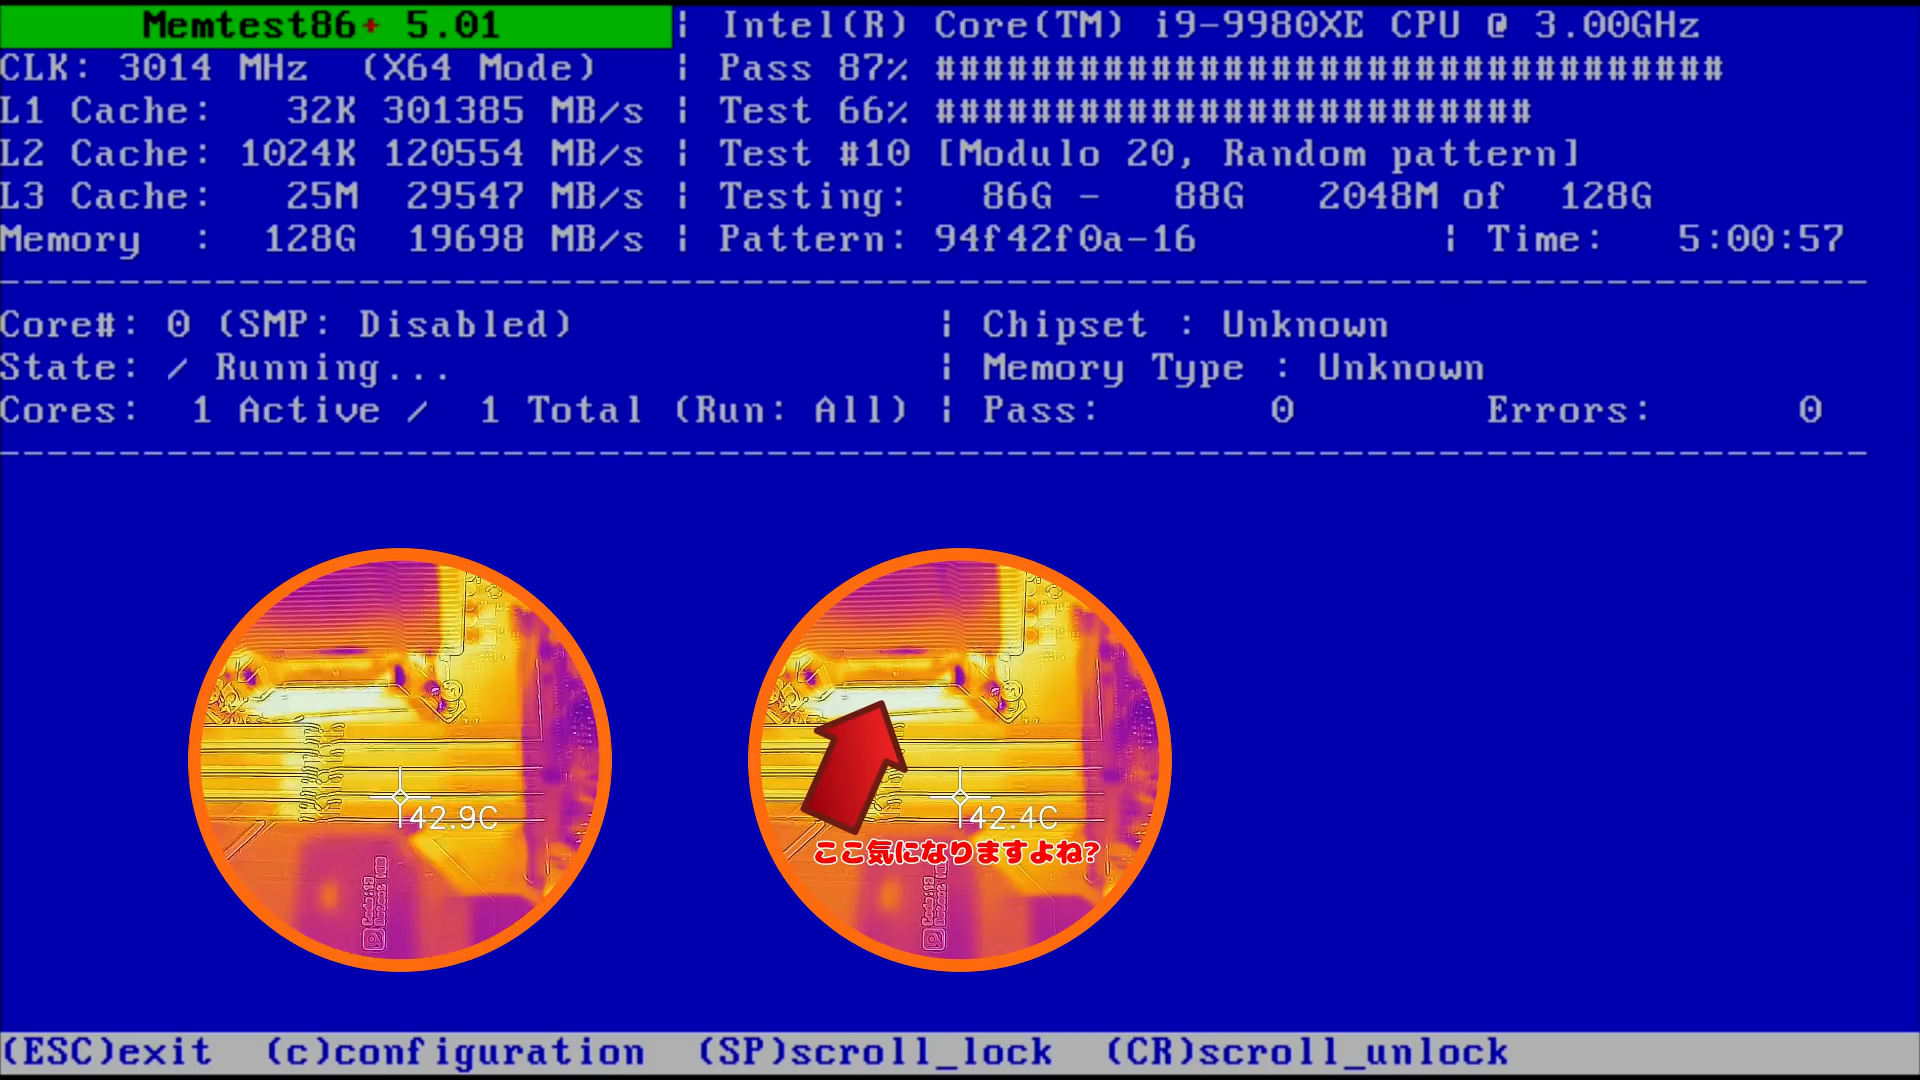 Memtest86+ 5.01 | Intel(R) Core(TM) i9-9980XE CPU @ 3.00GHz
CLK: 3014 MHz (X64 Mode) | Pass 87% #################################
L1 Cache: 32K 301385 MB/s | Test 66% #########################
L2 Cache: 1024K 120554 MB/s | Test #10 [Modulo 20, Random pattern]
L3 Cache: 25M 29547 MB/s | Testing: 86G - 88G 2048M of 128G
Memory : 128G 19698 MB/s | Pattern: 94f42f0a-16 | Time: 5:00:57
Core#: 0 (SMP: Disabled) | Chipset : Unknown
State: / Running... | Memory Type : Unknown
Cores: 1 Active / 1 Total (Run: All) | Pass: 0 Errors: 0
42.9C
42.4C
ここ気になりますよね?
(ESC)exit (c)configuration (SP)scroll_lock (CR)scroll_unlock